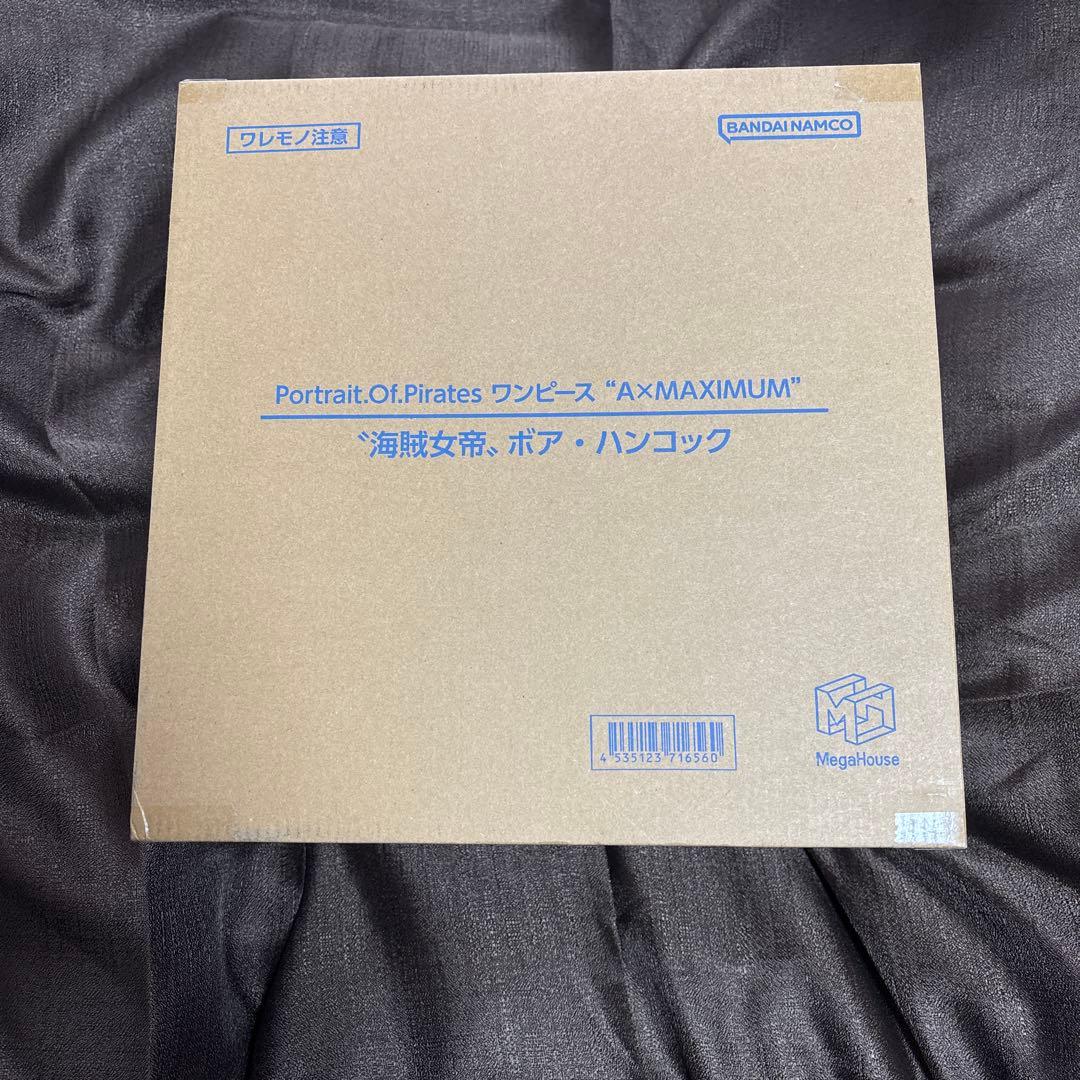 ワレモノ注意
BANDAI NAMCO
Portrait.Of.Pirates ワンピース “A×MAXIMUM”
〝海賊女帝〟ボア・ハンコック
4 535123 716560
MH
MegaHouse